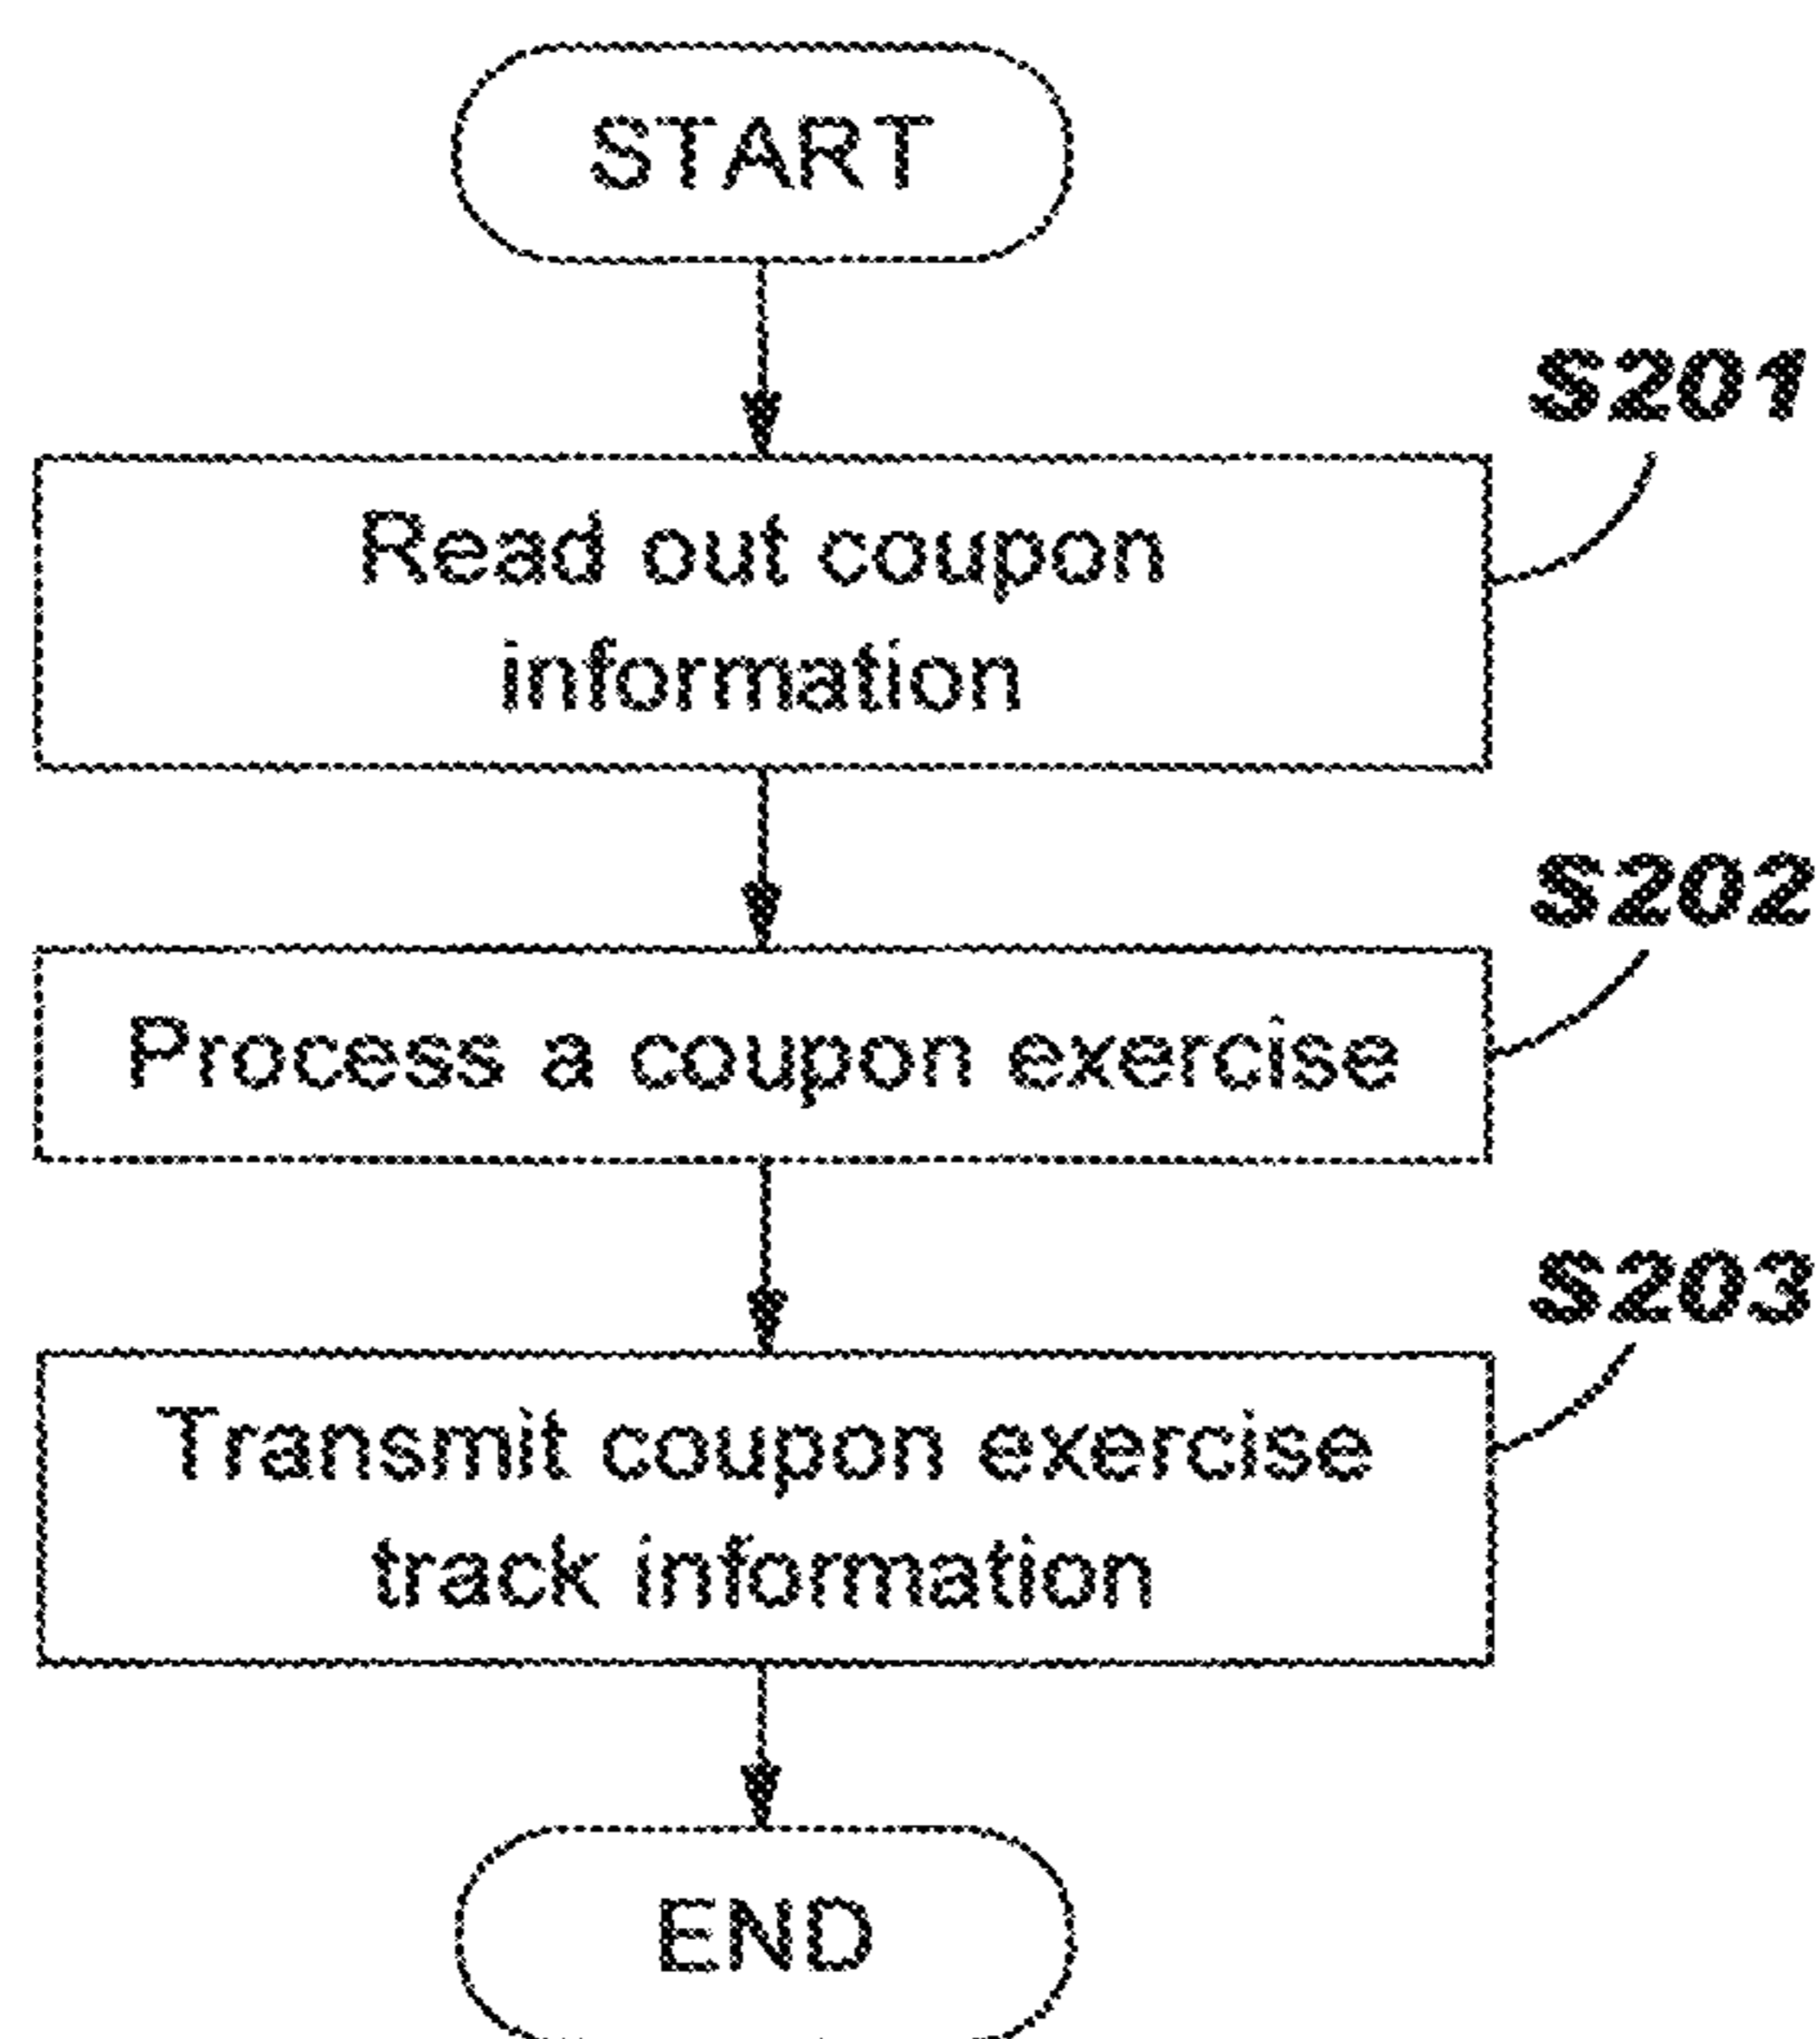 START
S201
Read out coupon
information
S202
Process a coupon exercise
S203
Transmit coupon exercise
track information
END